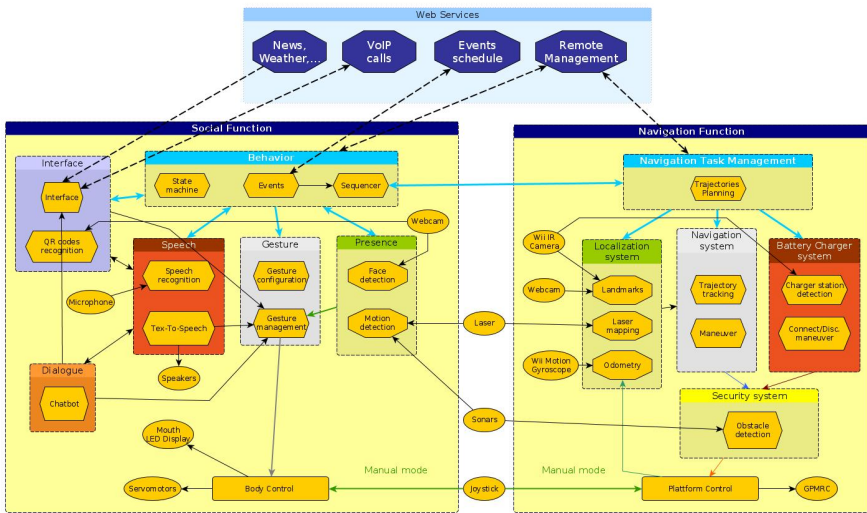 Web Services
News,
Weather,...
VoIP
calls
Events
schedule
Remote
Management
Social Function
Navigation Function
Interface
Interface
QR codes
recognition
Behavior
State
machine
Events
Sequencer
Navigation Task Management
Trajectories
Planning
Webcam
Speech
Speech
recognition
Tex-To-Speech
Microphone
Speakers
Gesture
Gesture
configuration
Gesture
management
Presence
Face
detection
Motion
detection
Dialogue
Chatbot
Mouth
LED Display
Servomotors
Body Control
Manual mode
Laser
Sonars
Joystick
Wii IR
Camera
Webcam
Wii Motion
Gyroscope
Localization
system
Landmarks
Laser
mapping
Odometry
Navigation
system
Trajectory
tracking
Maneuver
Battery Charger
system
Charger station
detection
Connect/Disc.
maneuver
Security system
Obstacle
detection
Manual mode
Plattform Control
GPMRC